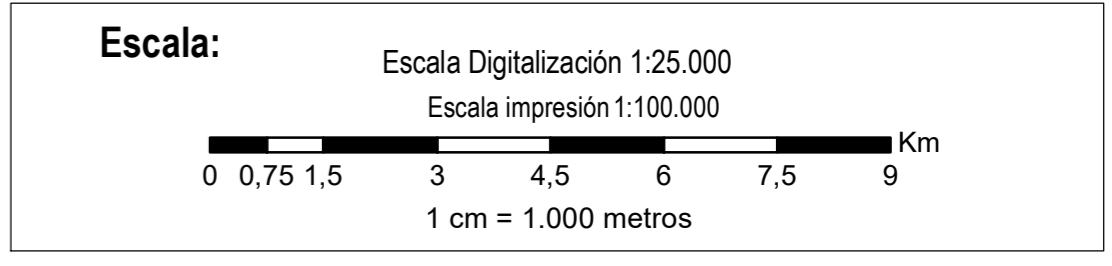 Escala:
Escala Digitalización 1:25.000
Escala impresión 1:100.000
Km
0 0,75 1,5 3 4,5 6 7,5 9
1 cm = 1.000 metros